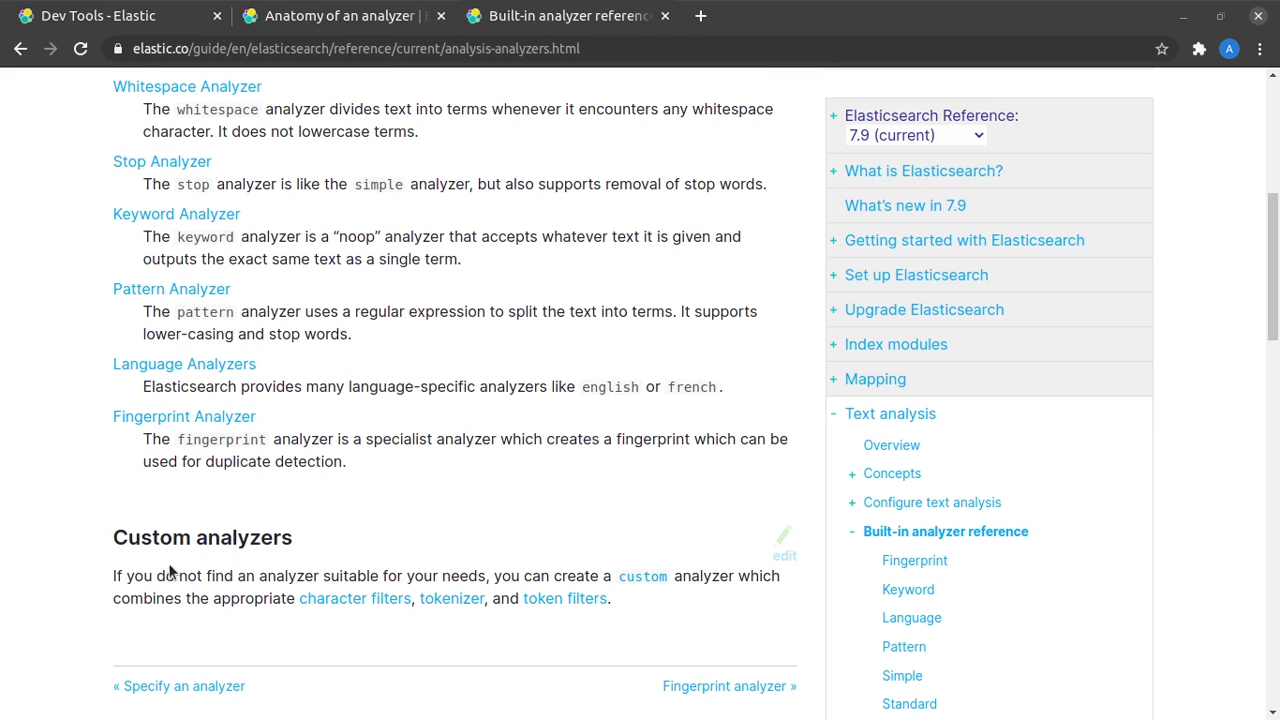 Dev Tools - Elastic
Anatomy of an analyzer | E
Built-in analyzer reference
elastic.co/guide/en/elasticsearch/reference/current/analysis-analyzers.html
A
Whitespace Analyzer
The whitespace analyzer divides text into terms whenever it encounters any whitespace
character. It does not lowercase terms.
Stop Analyzer
The stop analyzer is like the simple analyzer, but also supports removal of stop words.
Keyword Analyzer
The keyword analyzer is a “noop” analyzer that accepts whatever text it is given and
outputs the exact same text as a single term.
Pattern Analyzer
The pattern analyzer uses a regular expression to split the text into terms. It supports
lower-casing and stop words.
Language Analyzers
Elasticsearch provides many language-specific analyzers like english or french.
Fingerprint Analyzer
The fingerprint analyzer is a specialist analyzer which creates a fingerprint which can be
used for duplicate detection.
Custom analyzers
edit
If you do not find an analyzer suitable for your needs, you can create a custom analyzer which
combines the appropriate character filters, tokenizer, and token filters.
« Specify an analyzer
Fingerprint analyzer »
+ Elasticsearch Reference:
7.9 (current)
+ What is Elasticsearch?
What’s new in 7.9
+ Getting started with Elasticsearch
+ Set up Elasticsearch
+ Upgrade Elasticsearch
+ Index modules
+ Mapping
- Text analysis
Overview
+ Concepts
+ Configure text analysis
- Built-in analyzer reference
Fingerprint
Keyword
Language
Pattern
Simple
Standard